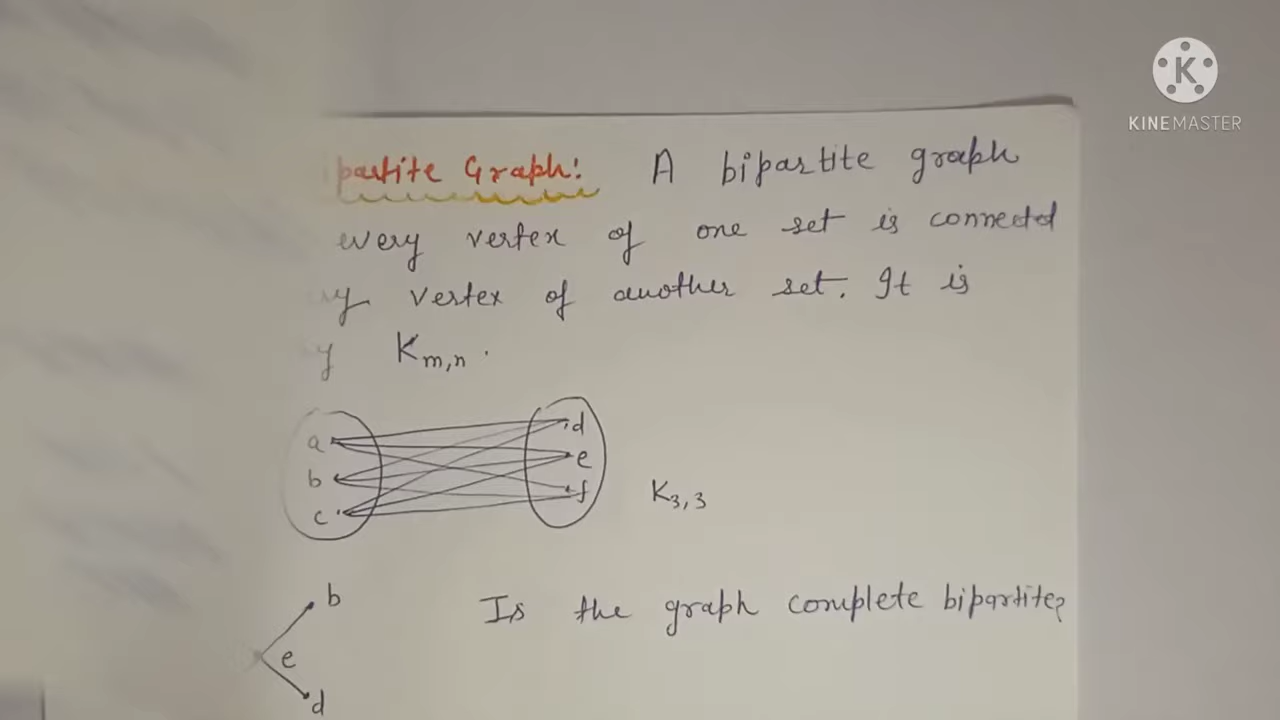 partite Graph: A bipartite graph
every vertex of one set is connected
vertex of another set. It is
y Km,n.
a
b
c
d
e
f
K3,3
b
e
d
Is the graph complete bipartite?
K
KINEMASTER